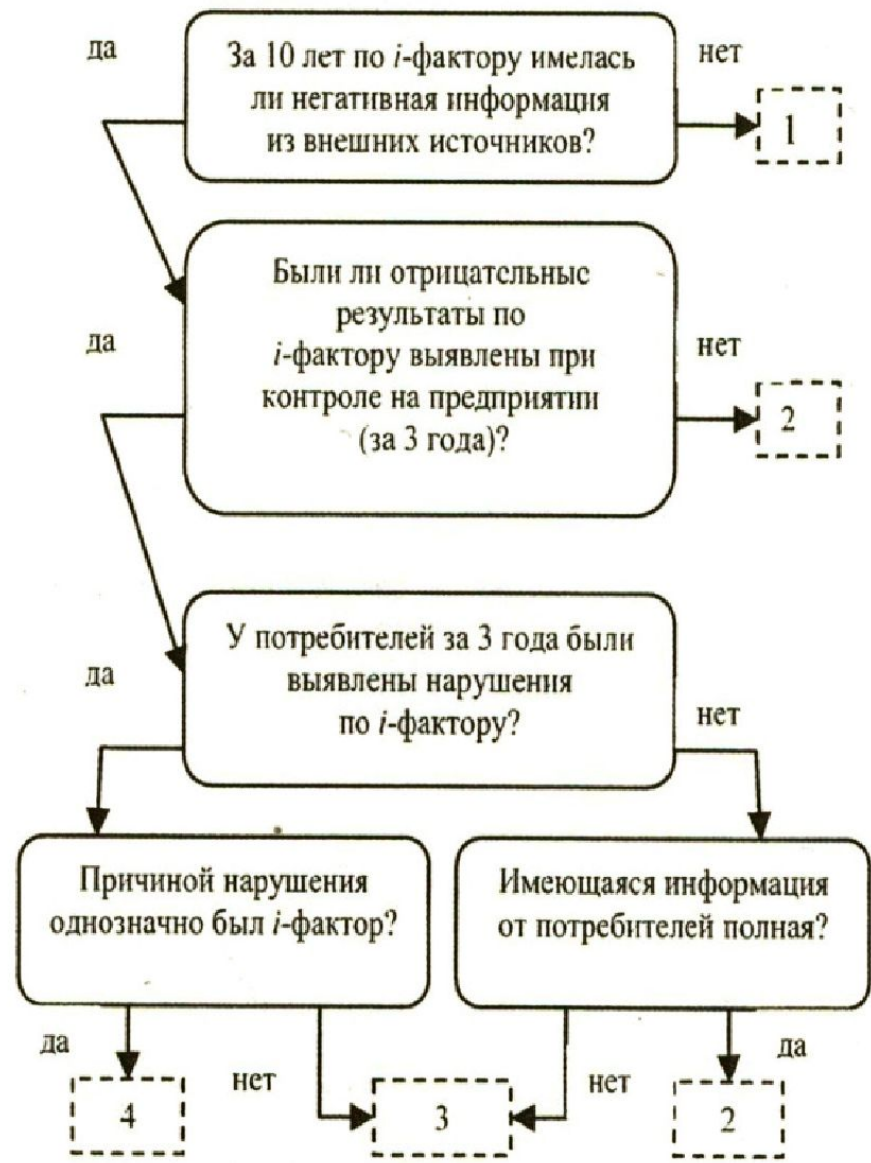 да
За 10 лет по i-фактору имелась
ли негативная информация
из внешних источников?
нет
1
да
Были ли отрицательные
результаты по
i-фактору выявлены при
контроле на предприятии
(за 3 года)?
нет
2
да
У потребителей за 3 года были
выявлены нарушения
по i-фактору?
нет
Причиной нарушения
однозначно был i-фактор?
Имеющаяся информация
от потребителей полная?
да
4
нет
3
нет
2
да